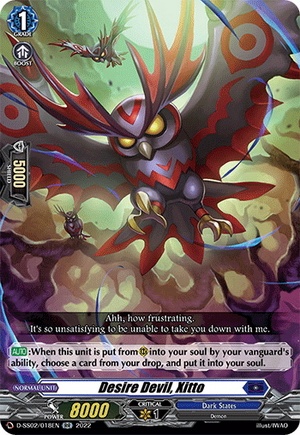 1
GRADE
BOOST
SHIELD
5000
Ahh, how frustrating.
It's so unsatisfying to be unable to take you down with me.
AUTO:When this unit is put from into your soul by your vanguard's
ability, choose a card from your drop, and put it into your soul.
NORMAL UNIT
Desire Devil, Xitto
D-SS02/018EN RR 2022
POWER 8000
CRITICAL
1
Dark States
Demon
illust/IWAO